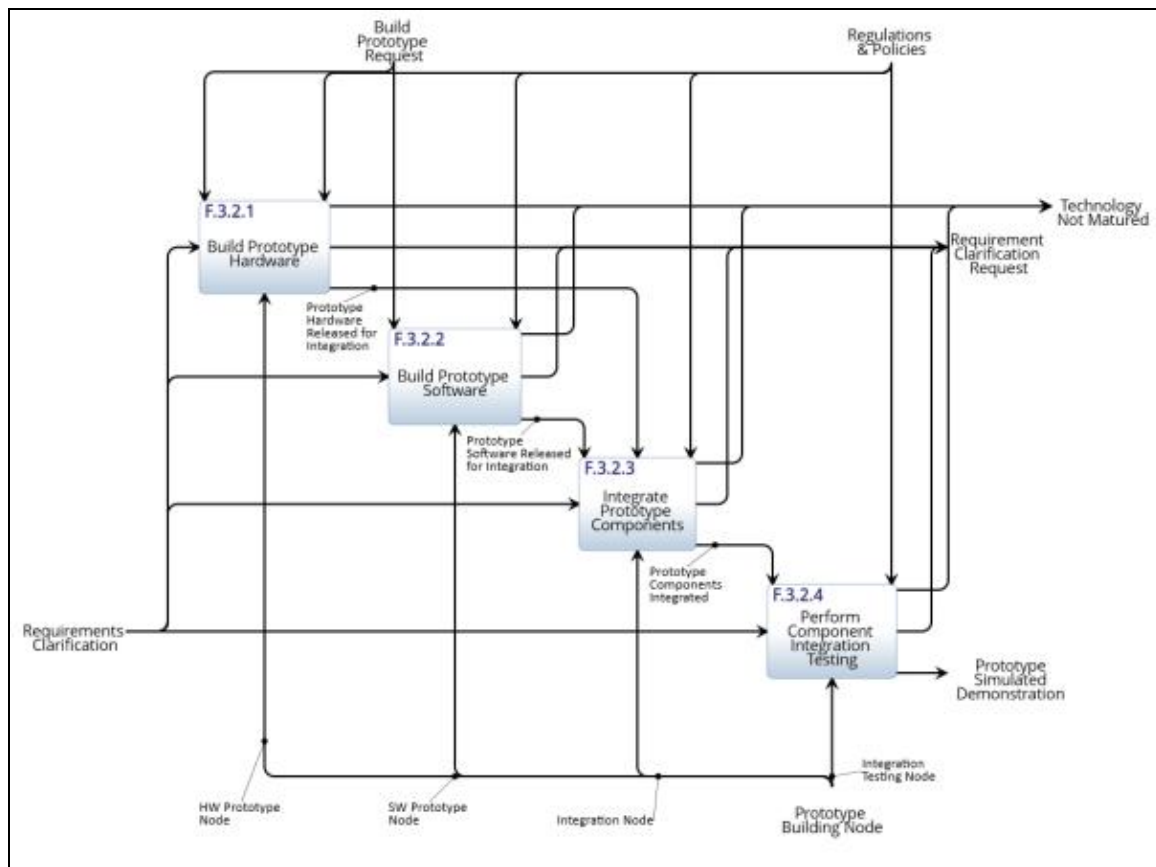 Build
Prototype
Request
Regulations
& Policies
F.3.2.1
Build Prototype
Hardware
Technology
Not Matured
Requirement
Clarification
Request
Prototype
Hardware
Released for
Integration
F.3.2.2
Build Prototype
Software
Prototype
Software Released
for Integration
F.3.2.3
Integrate
Prototype
Components
Prototype
Components
Integrated
F.3.2.4
Perform
Component
Integration
Testing
Requirements
Clarification
Prototype
Simulated
Demonstration
HW Prototype
Node
SW Prototype
Node
Integration Node
Integration
Testing Node
Prototype
Building Node